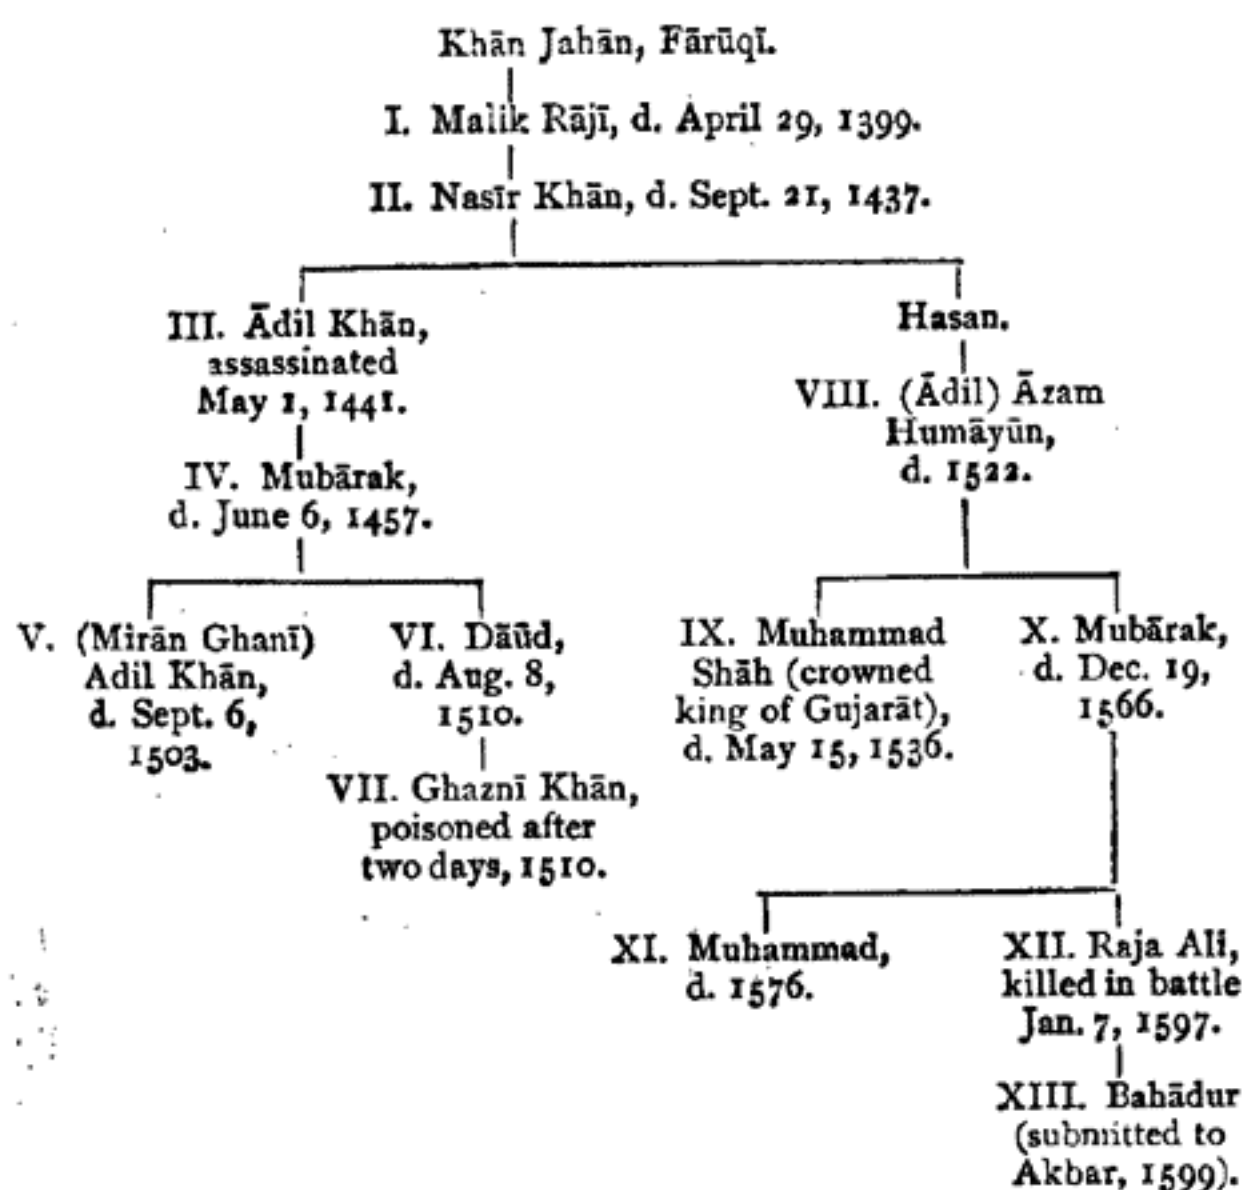 Khān Jahān, Fārūqī.
I. Malik Rājī, d. April 29, 1399.
II. Nasīr Khān, d. Sept. 21, 1437.
III. Ādil Khān,
assassinated
May 1, 1441.
IV. Mubārak,
d. June 6, 1457.
Hasan.
VIII. (Ādil) Āzam
Humāyūn,
d. 1522.
V. (Mirān Ghanī)
Adil Khān,
d. Sept. 6,
1503.
VI. Dāūd,
d. Aug. 8,
1510.
VII. Ghaznī Khān,
poisoned after
two days, 1510.
IX. Muhammad
Shāh (crowned
king of Gujarāt),
d. May 15, 1536.
X. Mubārak,
d. Dec. 19,
1566.
XI. Muhammad,
d. 1576.
XII. Raja Ali,
killed in battle
Jan. 7, 1597.
XIII. Bahādur
(submitted to
Akbar, 1599).